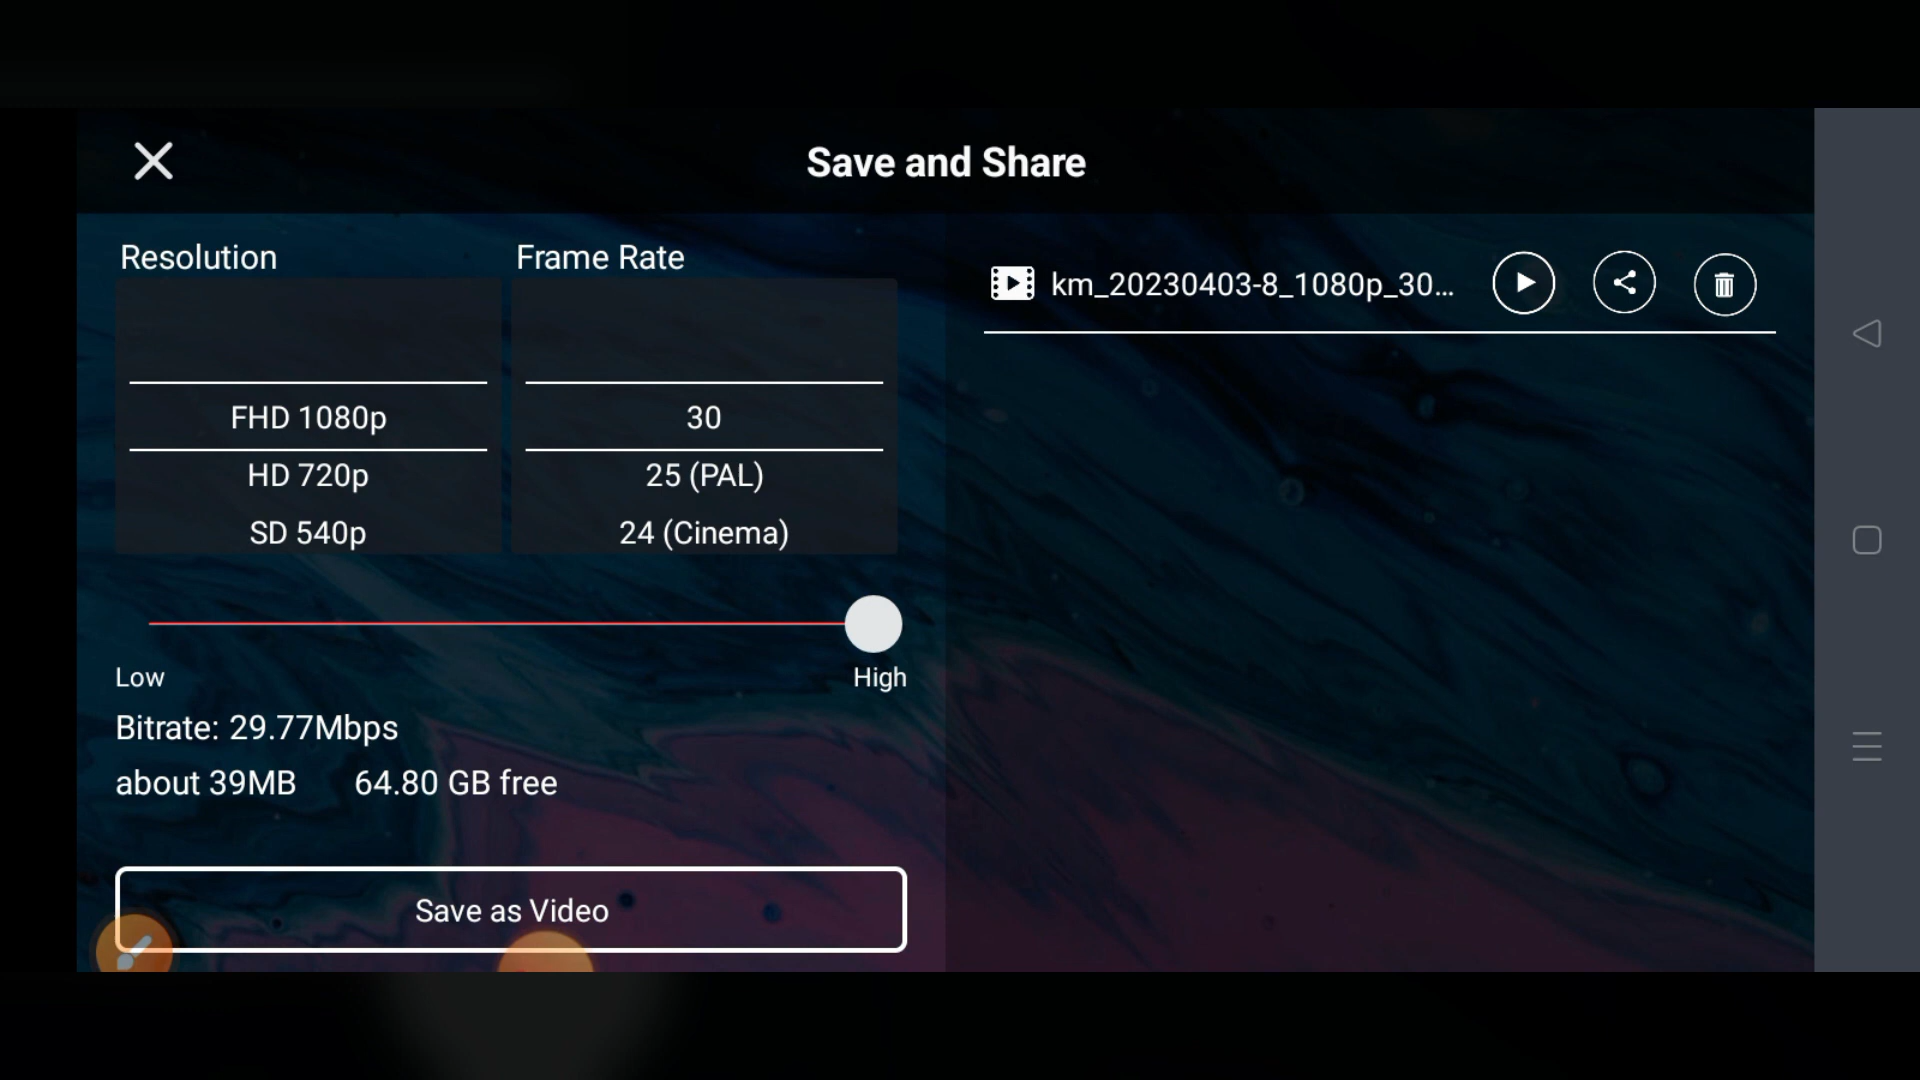 Save and Share
Resolution
Frame Rate
FHD 1080p
HD 720p
SD 540p
30
25 (PAL)
24 (Cinema)
Low
High
Bitrate: 29.77Mbps
about 39MB
64.80 GB free
Save as Video
km_20230403-8_1080p_30...